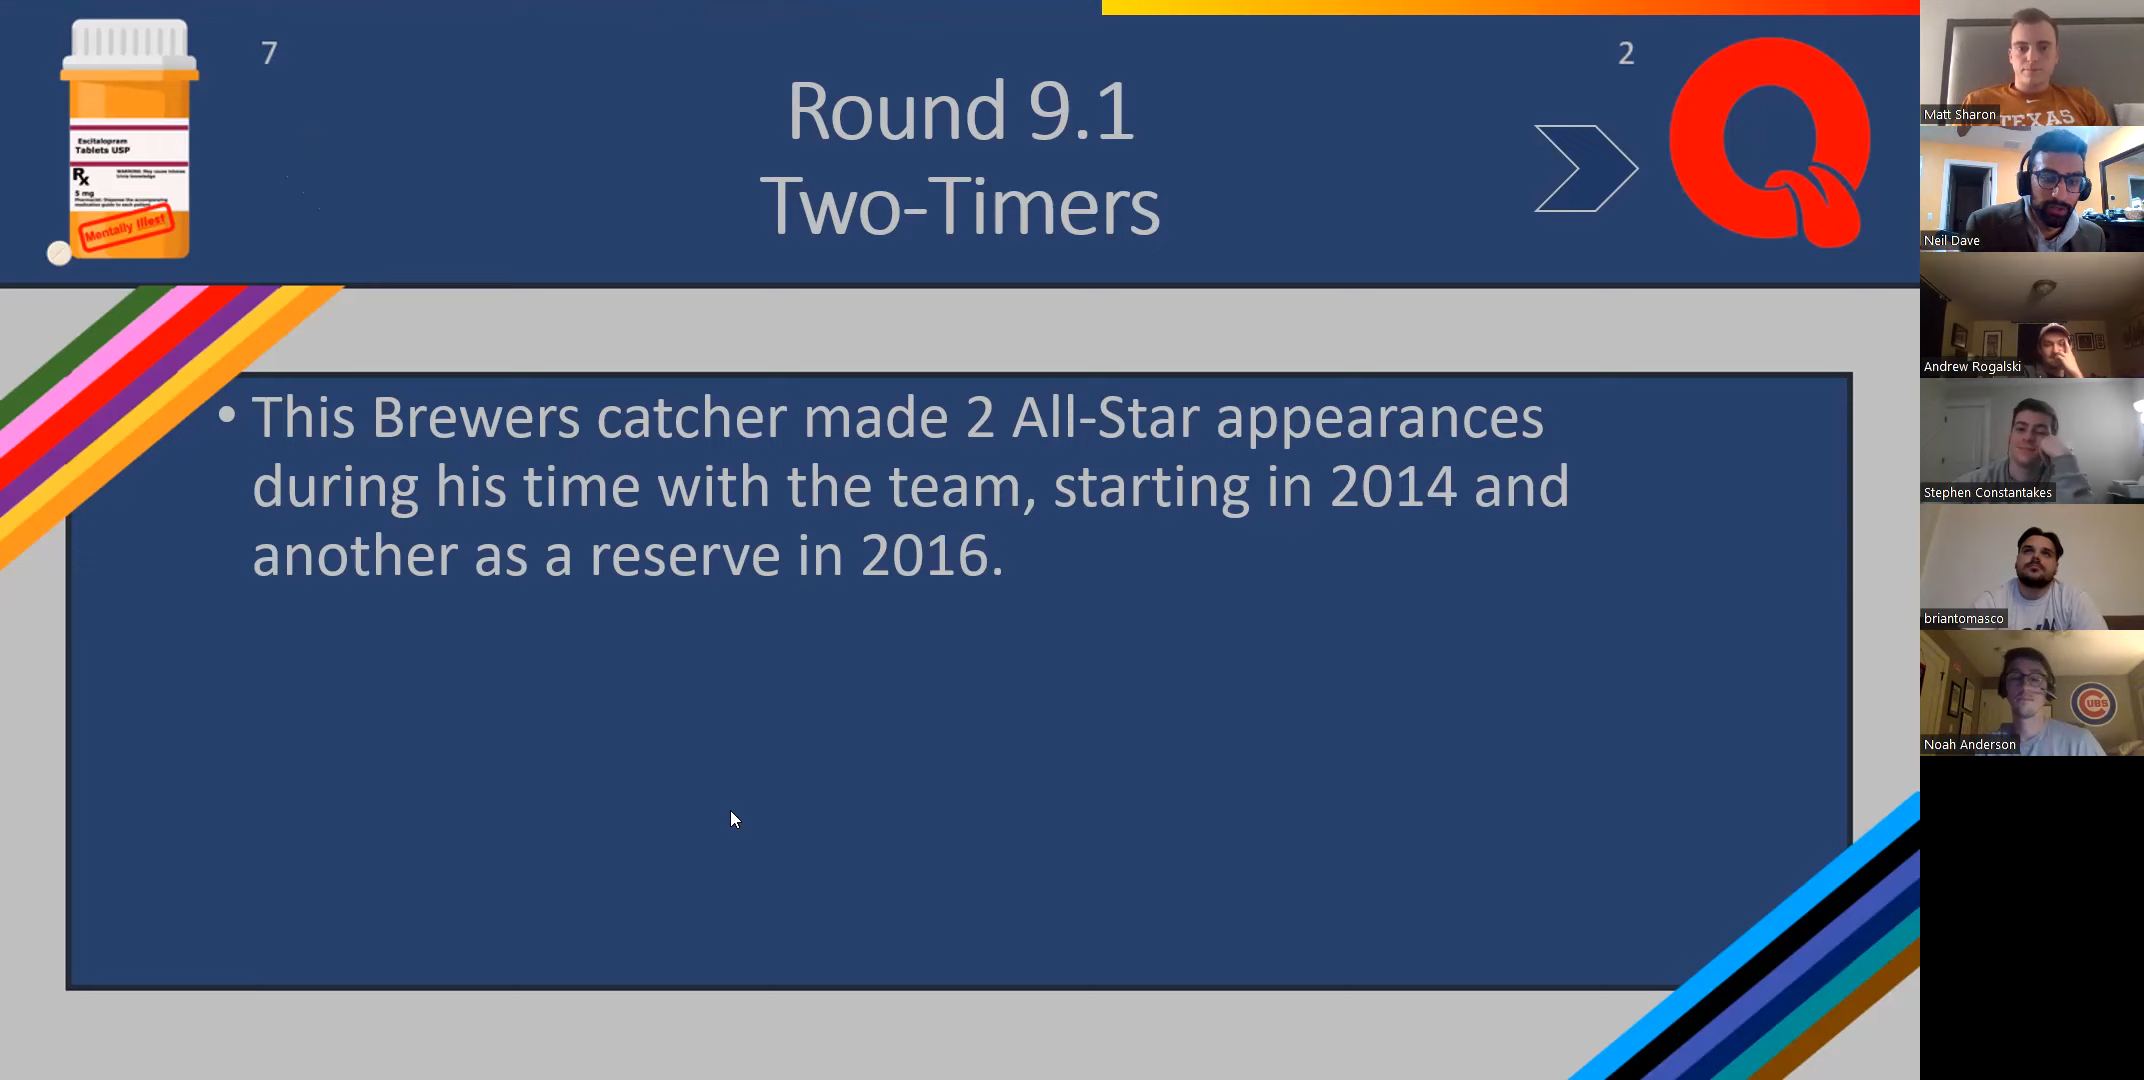 7
2
Round 9.1
Two-Timers
Escitalopram
Tablets USP
Rx
5 mg
Mentally Illest
• This Brewers catcher made 2 All-Star appearances
during his time with the team, starting in 2014 and
another as a reserve in 2016.
TEXAS
Matt Sharon
Neil Dave
Andrew Rogalski
Stephen Constantakes
briantomasco
CUBS
Noah Anderson